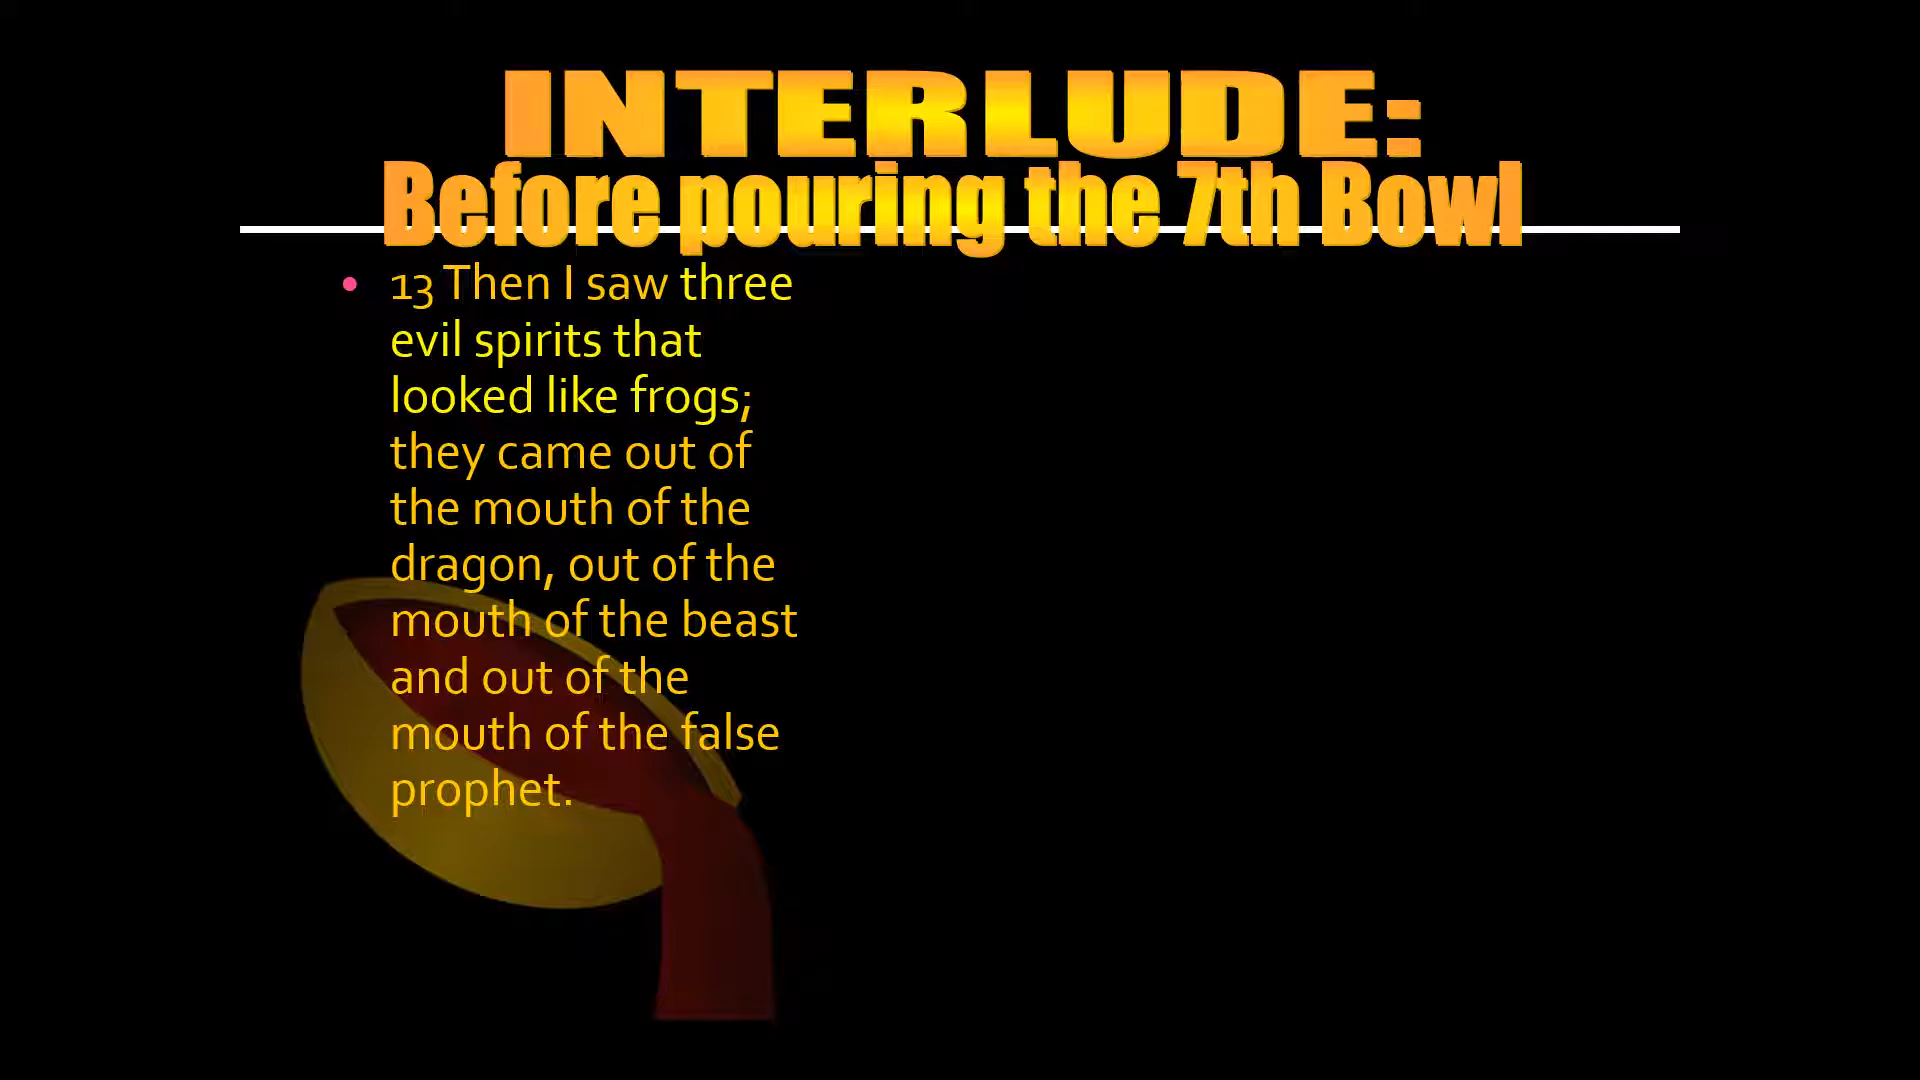 INTERLUDE:
Before pouring the 7th Bowl
• 13 Then I saw three
evil spirits that
looked like frogs;
they came out of
the mouth of the
dragon, out of the
mouth of the beast
and out of the
mouth of the false
prophet.